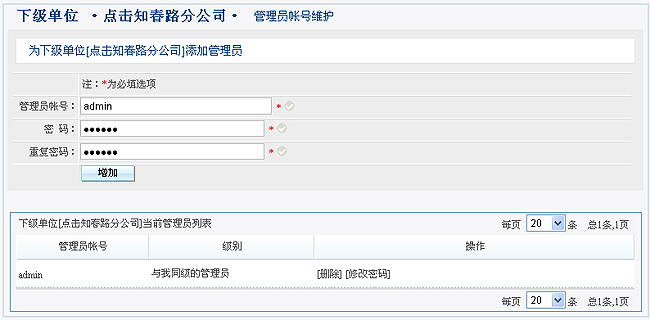 下级单位 ・点击知春路分公司・ 管理员帐号维护
为下级单位[点击知春路分公司]添加管理员
注：*为必填选项
管理员帐号： admin *
密 码： ●●●●●● *
重复密码： ●●●●●● *
增加
下级单位[点击知春路分公司]当前管理员列表 每页 20 条 总1条,1页
管理员帐号 级别 操作
admin 与我同级的管理员 [删除] [修改密码]
每页 20 条 总1条,1页